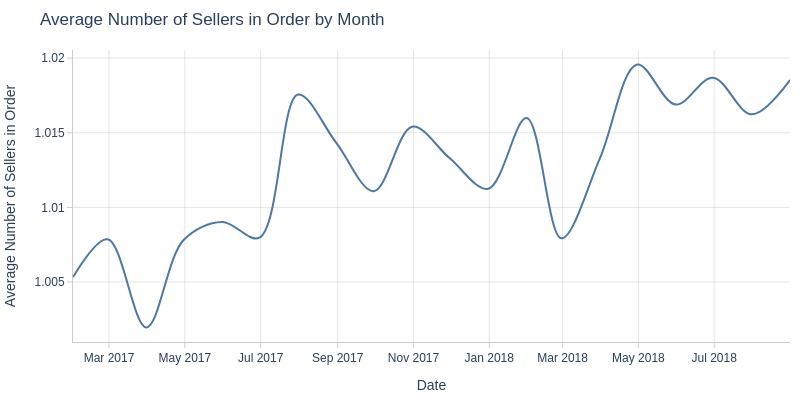 Average Number of Sellers in Order by Month
Average Number of Sellers in Order
1.02
1.015
1.01
1.005
Mar 2017 May 2017 Jul 2017 Sep 2017 Nov 2017 Jan 2018 Mar 2018 May 2018 Jul 2018
Date